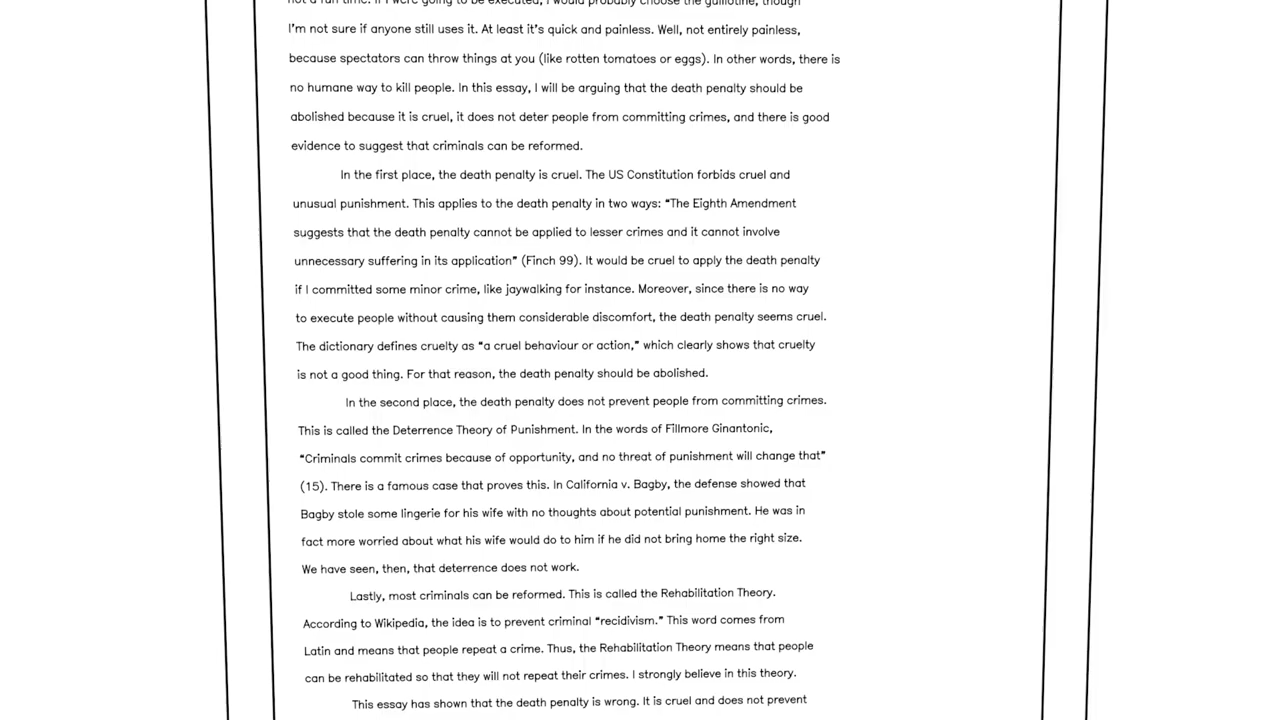 not a fun time. If I were going to be executed, I would probably choose the guillotine, though
I'm not sure if anyone still uses it. At least it's quick and painless. Well, not entirely painless,
because spectators can throw things at you (like rotten tomatoes or eggs). In other words, there is
no humane way to kill people. In this essay, I will be arguing that the death penalty should be
abolished because it is cruel, it does not deter people from committing crimes, and there is good
evidence to suggest that criminals can be reformed.
In the first place, the death penalty is cruel. The US Constitution forbids cruel and
unusual punishment. This applies to the death penalty in two ways: “The Eighth Amendment
suggests that the death penalty cannot be applied to lesser crimes and it cannot involve
unnecessary suffering in its application” (Finch 99). It would be cruel to apply the death penalty
if I committed some minor crime, like jaywalking for instance. Moreover, since there is no way
to execute people without causing them considerable discomfort, the death penalty seems cruel.
The dictionary defines cruelty as “a cruel behaviour or action,” which clearly shows that cruelty
is not a good thing. For that reason, the death penalty should be abolished.
In the second place, the death penalty does not prevent people from committing crimes.
This is called the Deterrence Theory of Punishment. In the words of Fillmore Ginantonic,
“Criminals commit crimes because of opportunity, and no threat of punishment will change that”
(15). There is a famous case that proves this. In California v. Bagby, the defense showed that
Bagby stole some lingerie for his wife with no thoughts about potential punishment. He was in
fact more worried about what his wife would do to him if he did not bring home the right size.
We have seen, then, that deterrence does not work.
Lastly, most criminals can be reformed. This is called the Rehabilitation Theory.
According to Wikipedia, the idea is to prevent criminal “recidivism.” This word comes from
Latin and means that people repeat a crime. Thus, the Rehabilitation Theory means that people
can be rehabilitated so that they will not repeat their crimes. I strongly believe in this theory.
This essay has shown that the death penalty is wrong. It is cruel and does not prevent